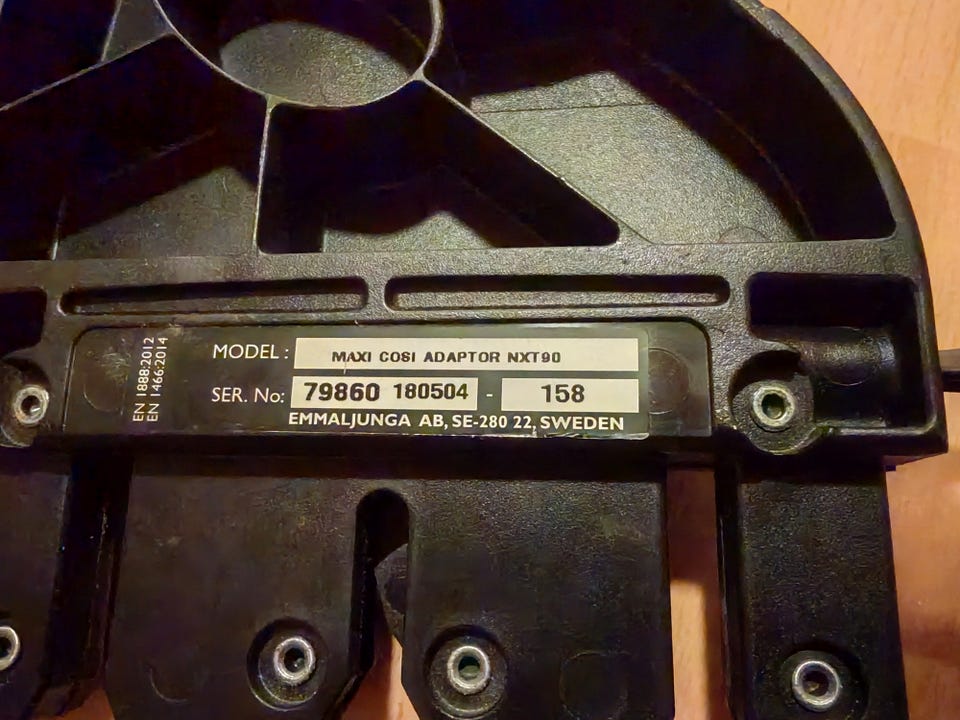 EN 1888:2012
EN 1466:2014
MODEL : MAXI COSI ADAPTOR NXT90
SER. No: 79860 180504 - 158
EMMALJUNGA AB, SE-280 22, SWEDEN